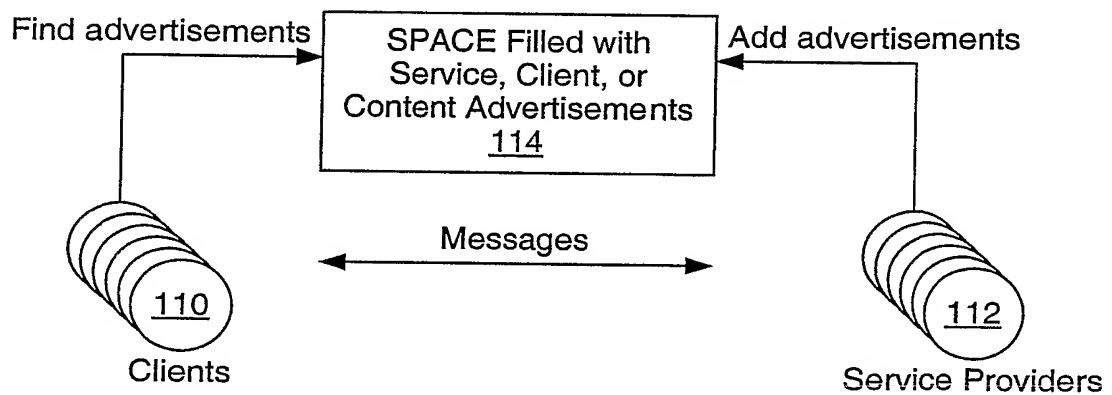 Find advertisements
SPACE Filled with
Service, Client, or
Content Advertisements
114
Add advertisements
Messages
110
Clients
112
Service Providers